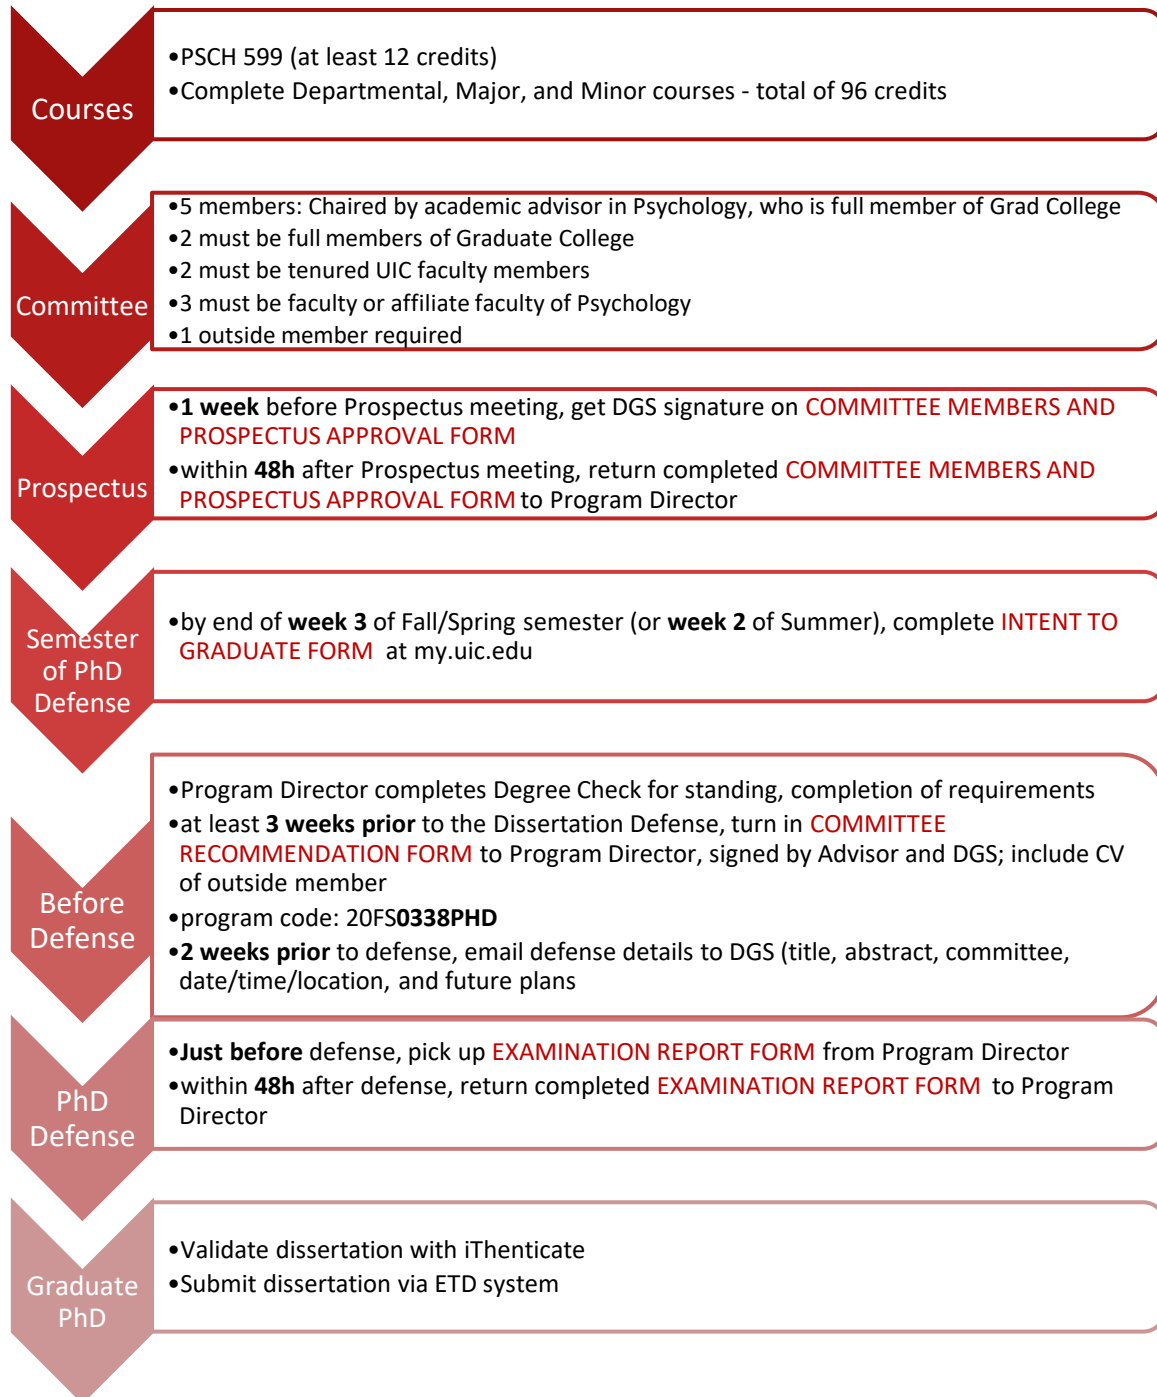 Courses
•PSCH 599 (at least 12 credits)
•Complete Departmental, Major, and Minor courses - total of 96 credits
Committee
•5 members: Chaired by academic advisor in Psychology, who is full member of Grad College
•2 must be full members of Graduate College
•2 must be tenured UIC faculty members
•3 must be faculty or affiliate faculty of Psychology
•1 outside member required
Prospectus
•1 week before Prospectus meeting, get DGS signature on COMMITTEE MEMBERS AND
PROSPECTUS APPROVAL FORM
•within 48h after Prospectus meeting, return completed COMMITTEE MEMBERS AND
PROSPECTUS APPROVAL FORM to Program Director
Semester
of PhD
Defense
•by end of week 3 of Fall/Spring semester (or week 2 of Summer), complete INTENT TO
GRADUATE FORM at my.uic.edu
Before
Defense
•Program Director completes Degree Check for standing, completion of requirements
•at least 3 weeks prior to the Dissertation Defense, turn in COMMITTEE
RECOMMENDATION FORM to Program Director, signed by Advisor and DGS; include CV
of outside member
•program code: 20FS0338PHD
•2 weeks prior to defense, email defense details to DGS (title, abstract, committee,
date/time/location, and future plans
PhD
Defense
•Just before defense, pick up EXAMINATION REPORT FORM from Program Director
•within 48h after defense, return completed EXAMINATION REPORT FORM to Program
Director
Graduate
PhD
•Validate dissertation with iThenticate
•Submit dissertation via ETD system